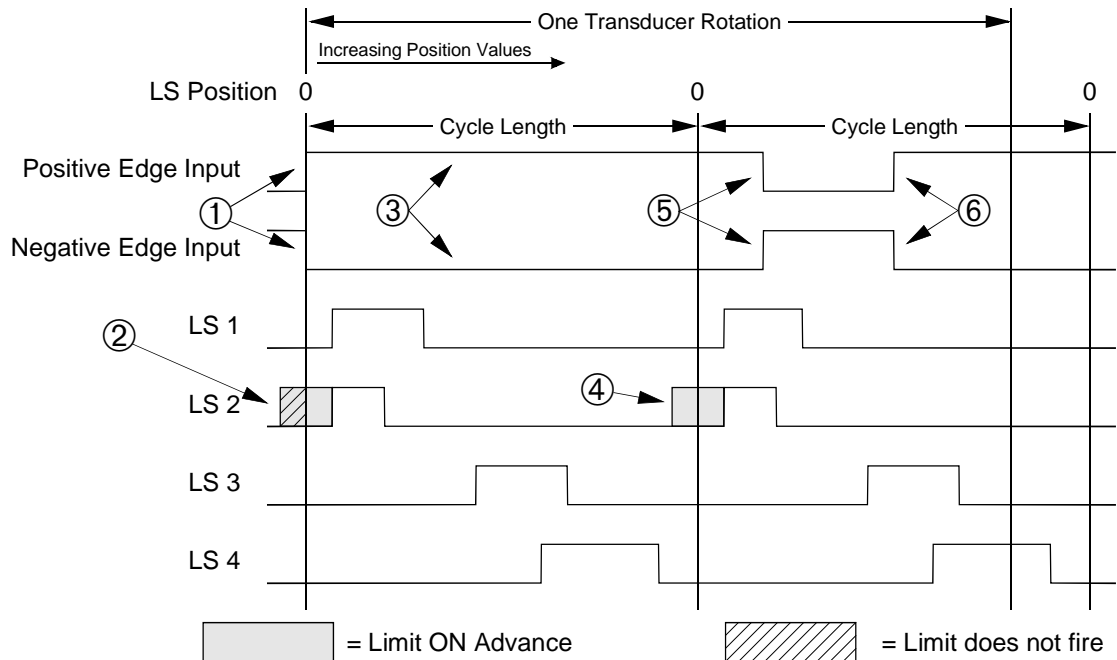 One Transducer Rotation
Increasing Position Values
LS Position 0 0 0
Cycle Length Cycle Length
Positive Edge Input
① ③ ⑤ ⑥
Negative Edge Input
LS 1
②
LS 2 ④
LS 3
LS 4
= Limit ON Advance = Limit does not fire